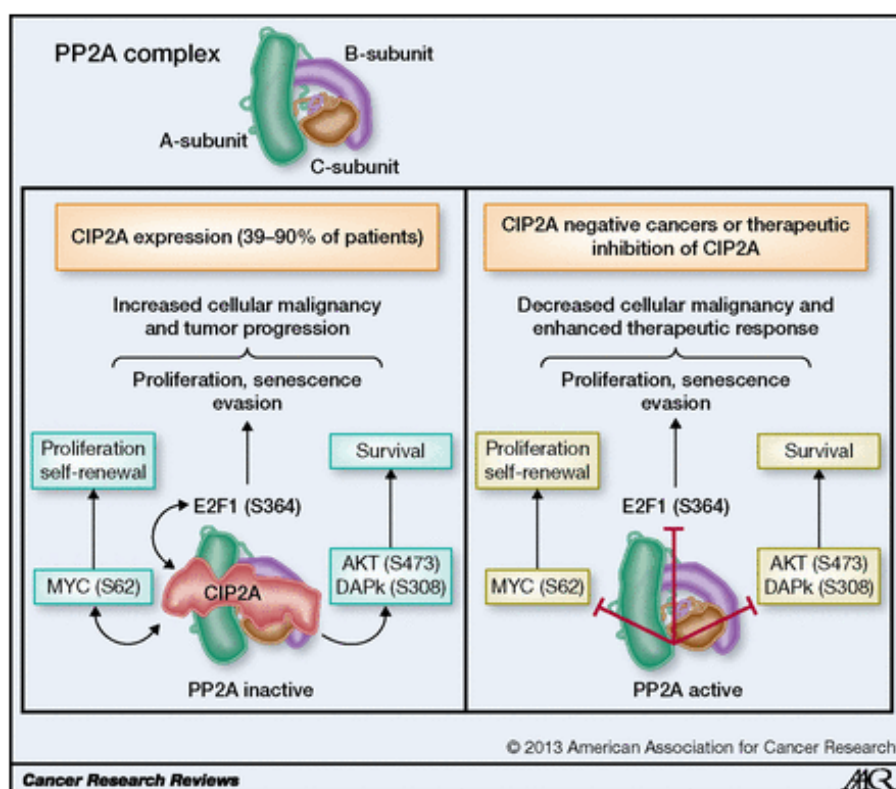 PP2A complex
B-subunit
A-subunit
C-subunit
CIP2A expression (39–90% of patients)
Increased cellular malignancy
and tumor progression
Proliferation, senescence
evasion
Proliferation
self-renewal
Survival
E2F1 (S364)
MYC (S62)
CIP2A
AKT (S473)
DAPk (S308)
PP2A inactive
CIP2A negative cancers or therapeutic
inhibition of CIP2A
Decreased cellular malignancy and
enhanced therapeutic response
Proliferation, senescence
evasion
Proliferation
self-renewal
Survival
E2F1 (S364)
MYC (S62)
AKT (S473)
DAPk (S308)
PP2A active
© 2013 American Association for Cancer Research
Cancer Research Reviews
AACR